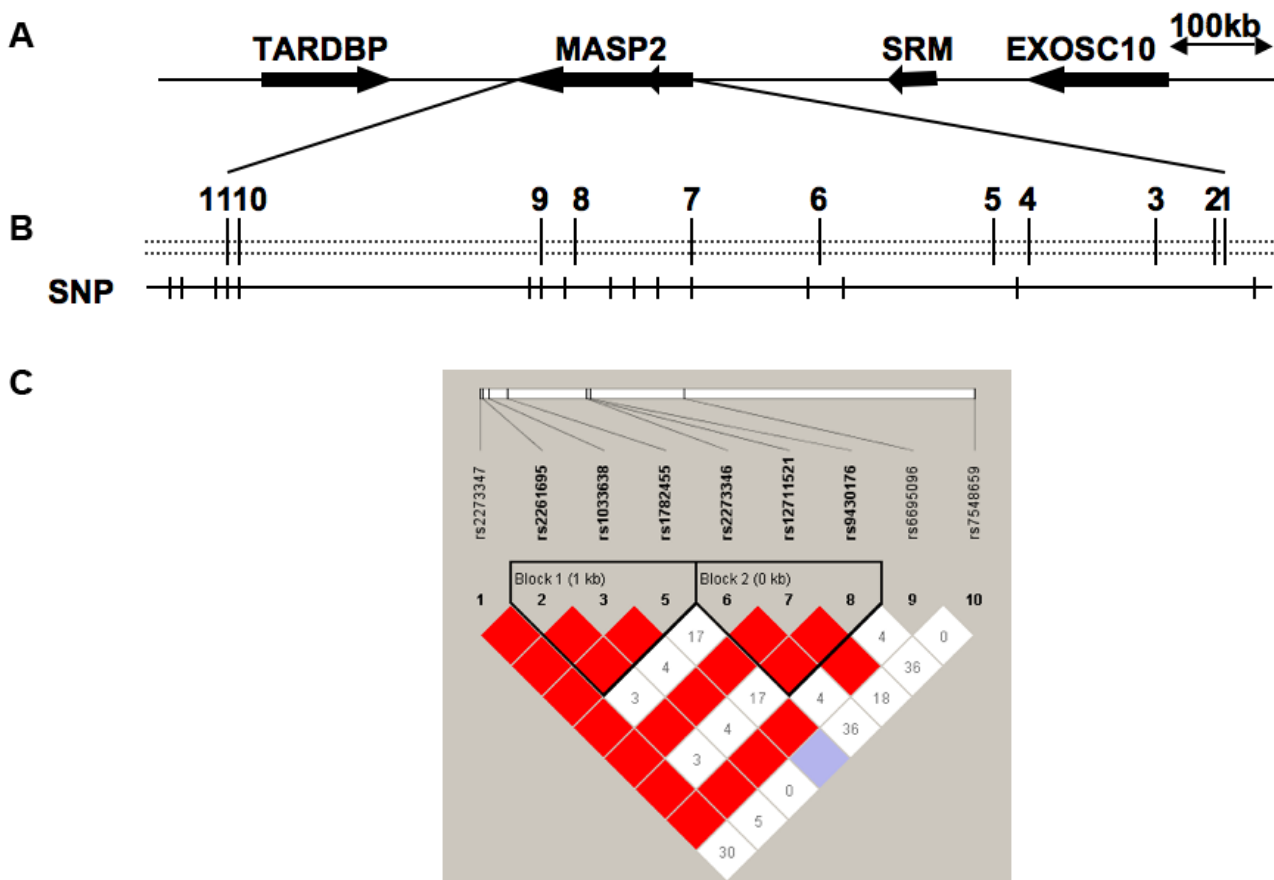 A
TARDBP MASP2 SRM EXOSC10 100kb
1110 9 8 7 6 5 4 3 21
B
SNP
C
rs2273347 rs2261695 rs1033638 rs1782455 rs2273346 rs12711521 rs9430176 rs6695096 rs7548659
Block 1 (1 kb) Block 2 (0 kb)
1 2 3 5 6 7 8 9 10
17 4 0
4 36
3 17 4 18
4 36
3
0
5
30